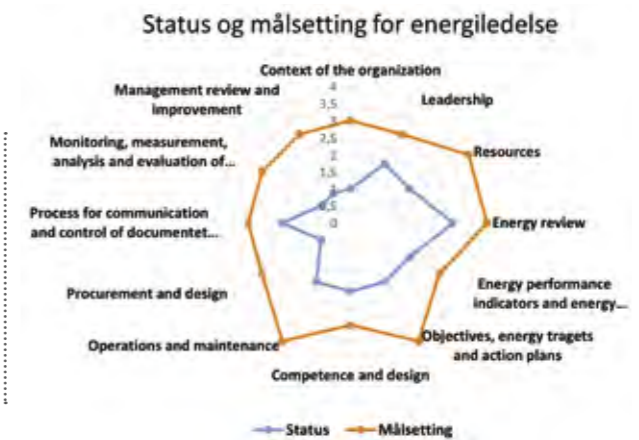 Status og målsetting for energiledelse
Context of the organization
Management review and
improvement
Leadership
4
3,5
3
2,5
2
1,5
1
0,5
0
Monitoring, measurement,
analysis and evaluation of...
Resources
Process for communication
and control of documentet...
Energy review
Procurement and design
Energy performance
indicators and energy...
Operations and maintenance
Objectives, energy tragets
and action plans
Competence and design
Status
Målsetting